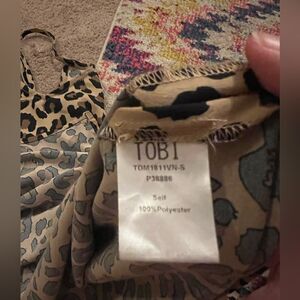 TOBI
TOM1811VN-S
P38886
Self
100%Polyester